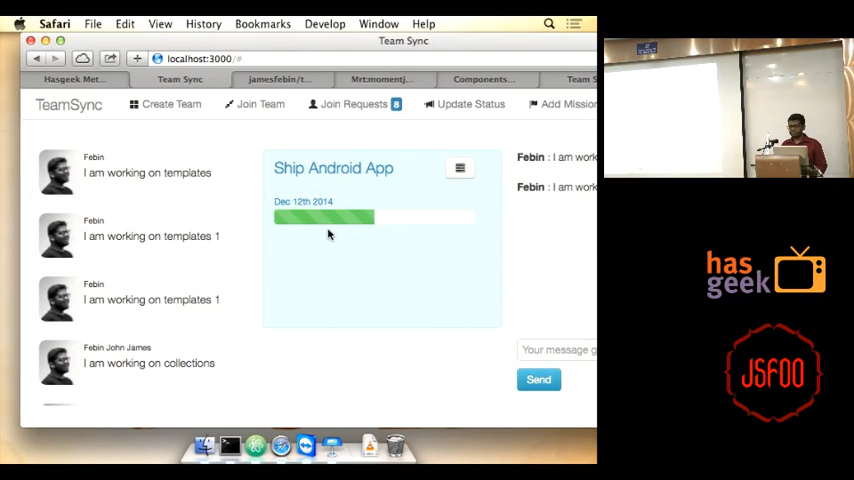 Safari File Edit View History Bookmarks Develop Window Help
Team Sync
localhost:3000/#
Hasgeek Met...
Team Sync
jamesfebin/t...
Mrt:momentj...
Components...
Team S
TeamSync
Create Team
Join Team
Join Requests 8
Update Status
Add Missio
Febin
I am working on templates
Febin
I am working on templates 1
Febin
I am working on templates 1
Febin John James
I am working on collections
Ship Android App
Dec 12th 2014
Febin : I am work
Febin : I am work
Your message g
Send
has
geek
JSFOO